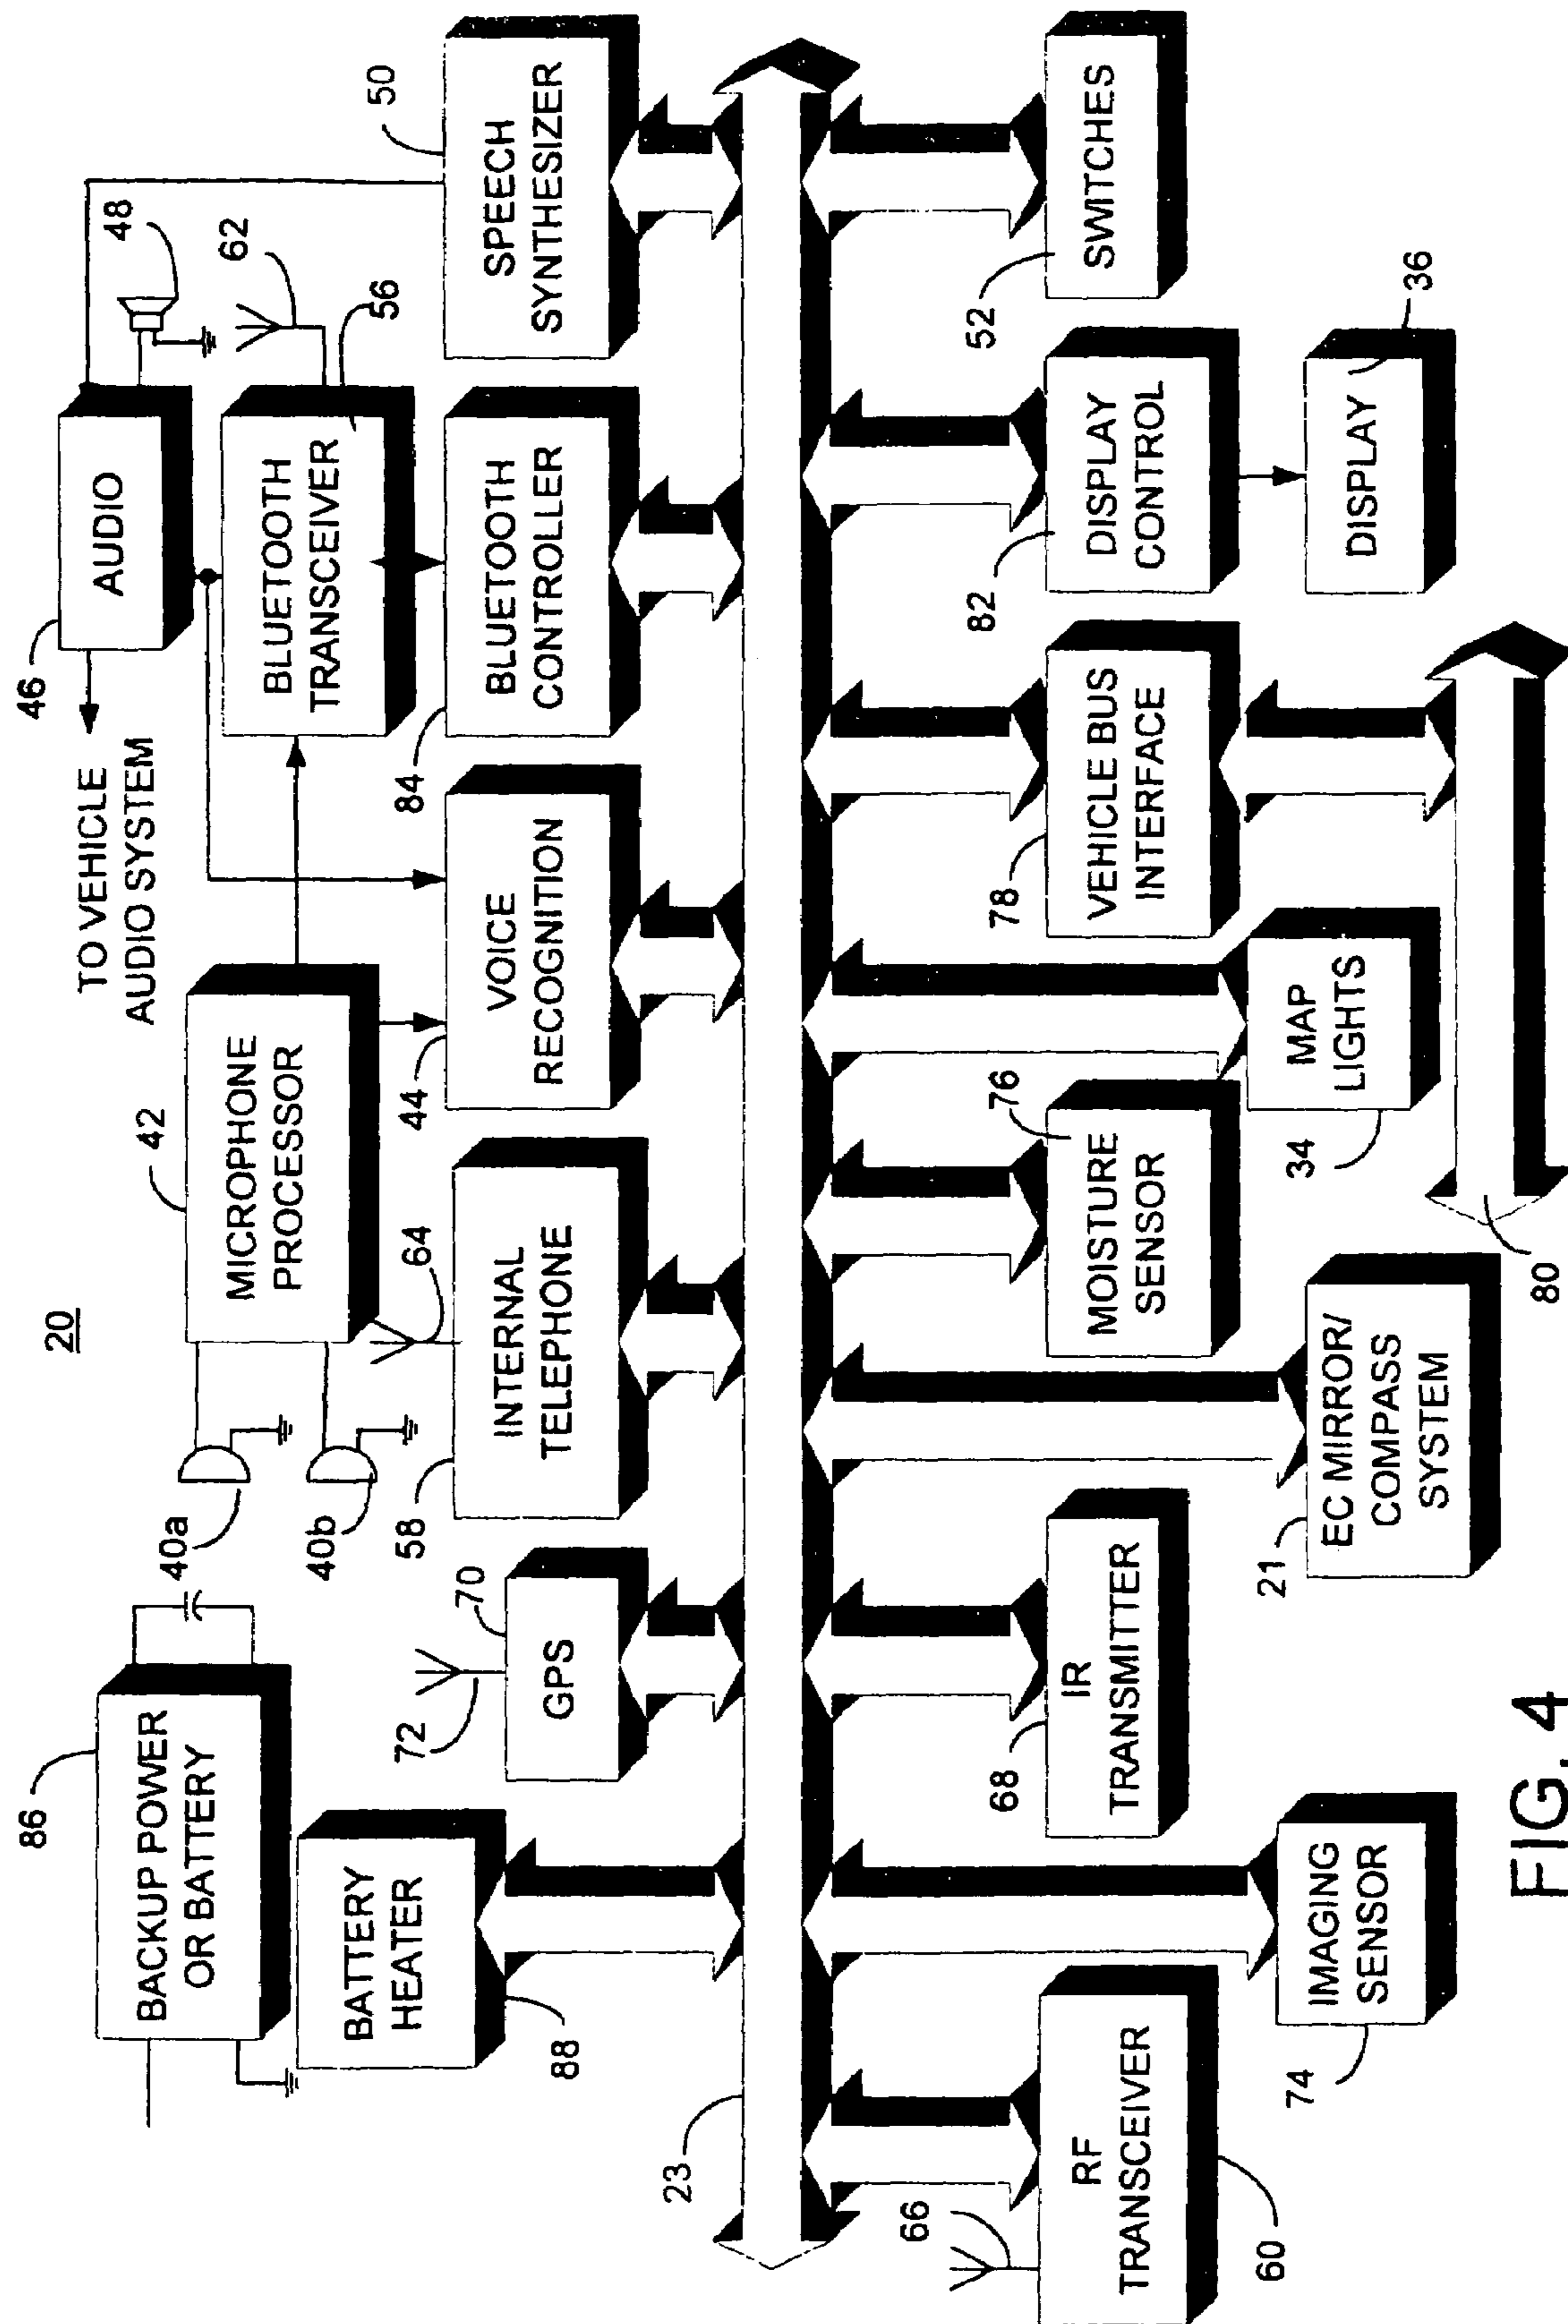 20
86
BACKUP POWER
OR BATTERY
40a
40b
42
MICROPHONE
PROCESSOR
TO VEHICLE
AUDIO SYSTEM
46
AUDIO
48
62
56
BLUETOOTH
TRANSCEIVER
50
SPEECH
SYNTHESIZER
BATTERY
HEATER
88
72
70
GPS
58
64
INTERNAL
TELEPHONE
44
VOICE
RECOGNITION
84
BLUETOOTH
CONTROLLER
23
66
RF
TRANSCEIVER
60
IMAGING
SENSOR
74
68
IR
TRANSMITTER
21
EC MIRROR/
COMPASS
SYSTEM
76
MOISTURE
SENSOR
MAP
LIGHTS
34
78
VEHICLE BUS
INTERFACE
80
82
DISPLAY
CONTROL
DISPLAY
36
52
SWITCHES
FIG. 4